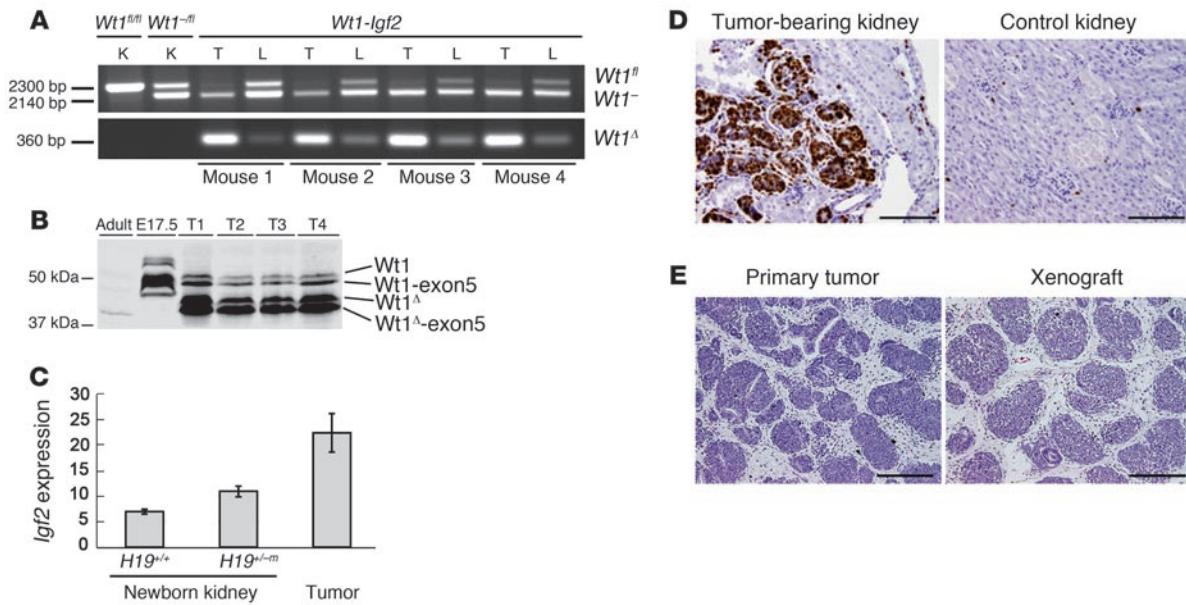 A
Wt1fl/fl Wt1–/fl Wt1-Igf2
K K T L T L T L T L
2300 bp
2140 bp
Wt1fl
Wt1–
360 bp
Wt1Δ
Mouse 1 Mouse 2 Mouse 3 Mouse 4
B
Adult E17.5 T1 T2 T3 T4
50 kDa
37 kDa
Wt1
Wt1-exon5
Wt1Δ
Wt1Δ-exon5
C
Igf2 expression
30
25
20
15
10
5
0
H19+/+ H19+/–m
Newborn kidney Tumor
D
Tumor-bearing kidney Control kidney
E
Primary tumor Xenograft